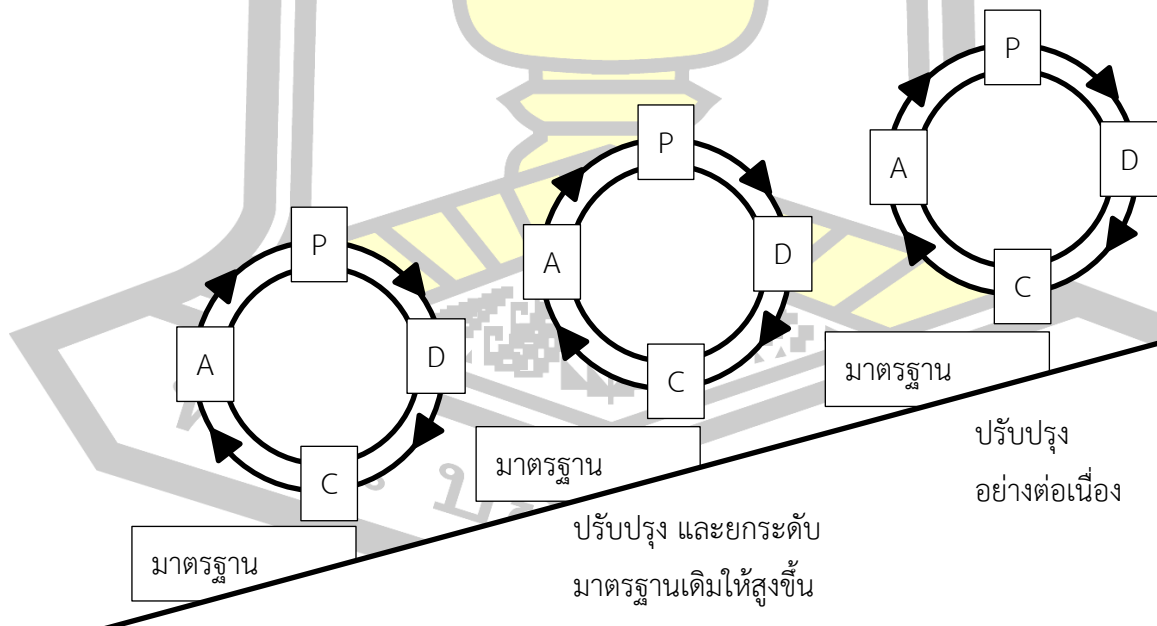 P
A
D
C
มาตรฐาน
P
A
D
C
มาตรฐาน
ปรับปรุง และยกระดับ
มาตรฐานเดิมให้สูงขึ้น
P
A
D
C
มาตรฐาน
ปรับปรุง
อย่างต่อเนื่อง